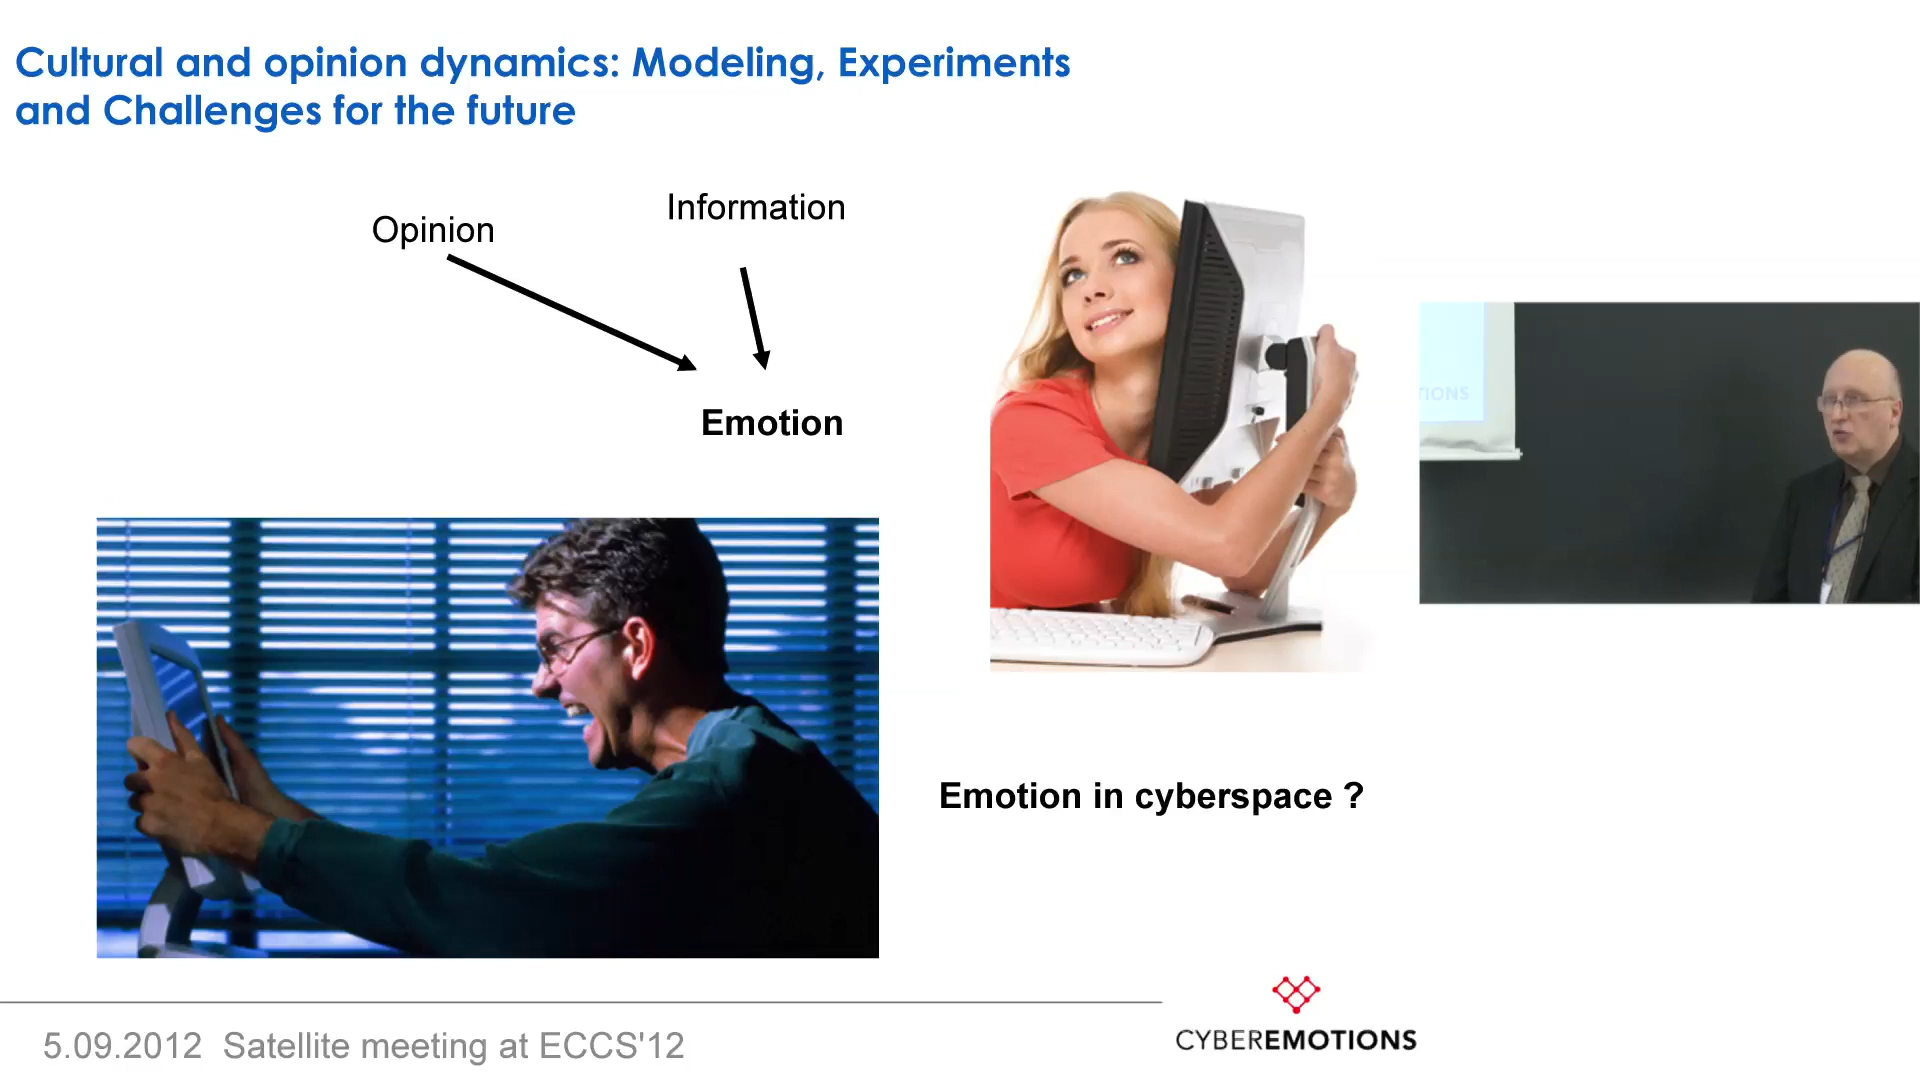 Cultural and opinion dynamics: Modeling, Experiments
and Challenges for the future
Information
Opinion
Emotion
IONS
Emotion in cyberspace ?
CYBEREMOTIONS
5.09.2012 Satellite meeting at ECCS'12